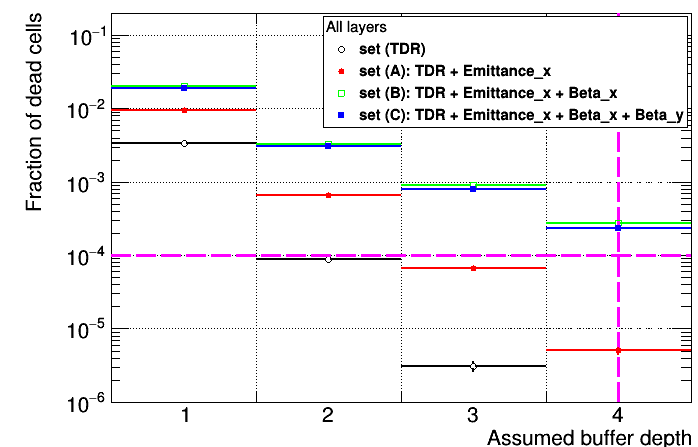 Fraction of dead cells
10⁻¹
10⁻²
10⁻³
10⁻⁴
10⁻⁵
10⁻⁶
All layers
set (TDR)
set (A): TDR + Emittance_x
set (B): TDR + Emittance_x + Beta_x
set (C): TDR + Emittance_x + Beta_x + Beta_y
1 2 3 4
Assumed buffer depth